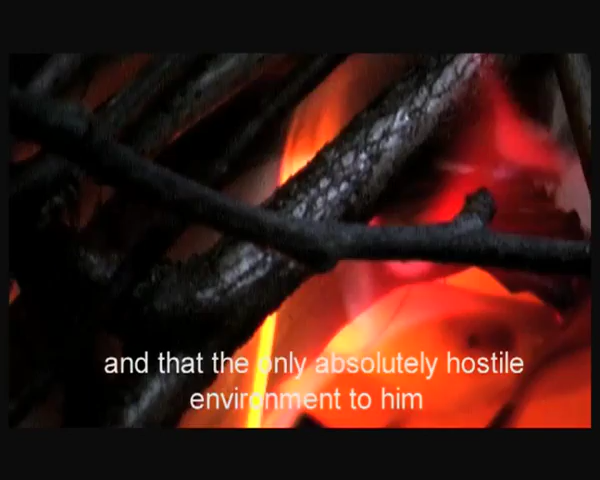 and that the only absolutely hostile
environment to him